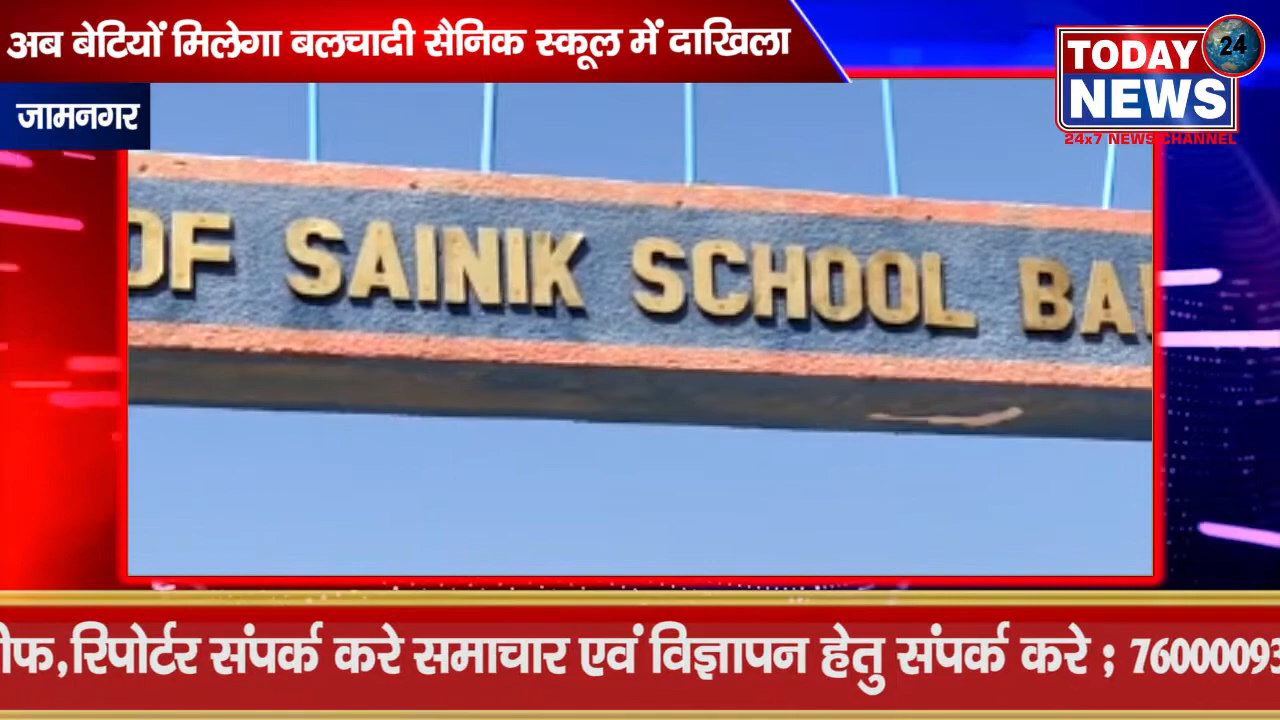 अब बेटियों मिलेगा बलचादी सैनिक स्कूल में दाखिला
TODAY 24
NEWS
24x7 NEWS CHANNEL
जामनगर
OF SAINIK SCHOOL
रिपोर्टर संपर्क करे समाचार एवं विज्ञापन हेतु संपर्क करे ; 7600009